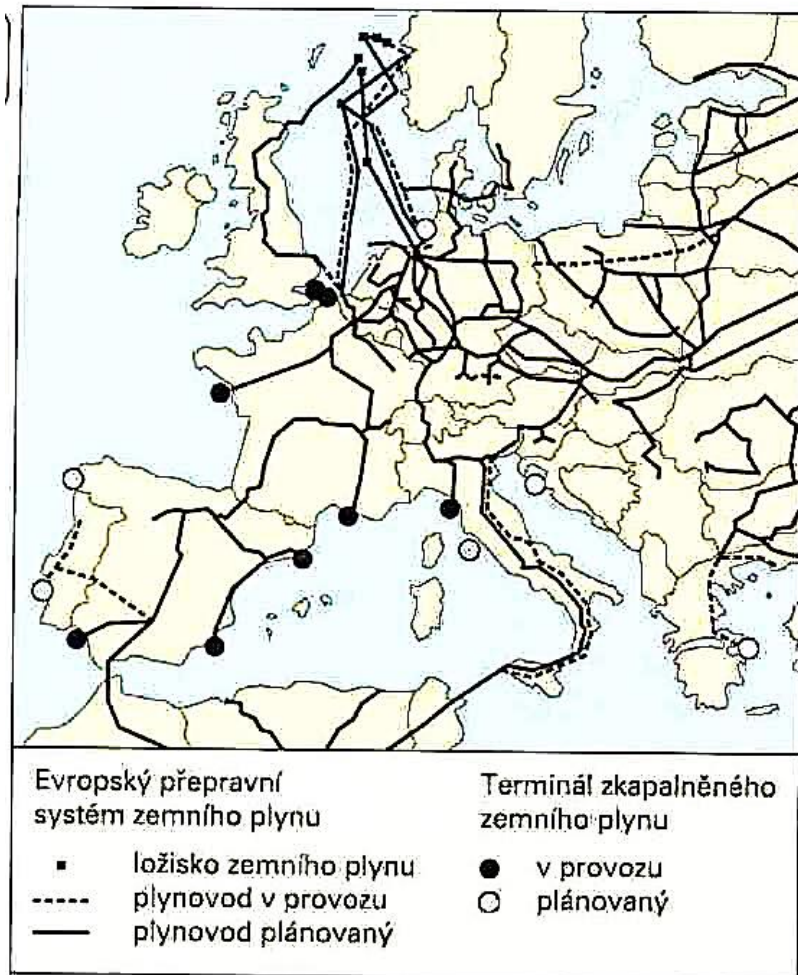 Evropský přepravní
systém zemního plynu
ložisko zemního plynu
plynovod v provozu
plynovod plánovaný
Terminál zkapalněného
zemního plynu
v provozu
plánovaný